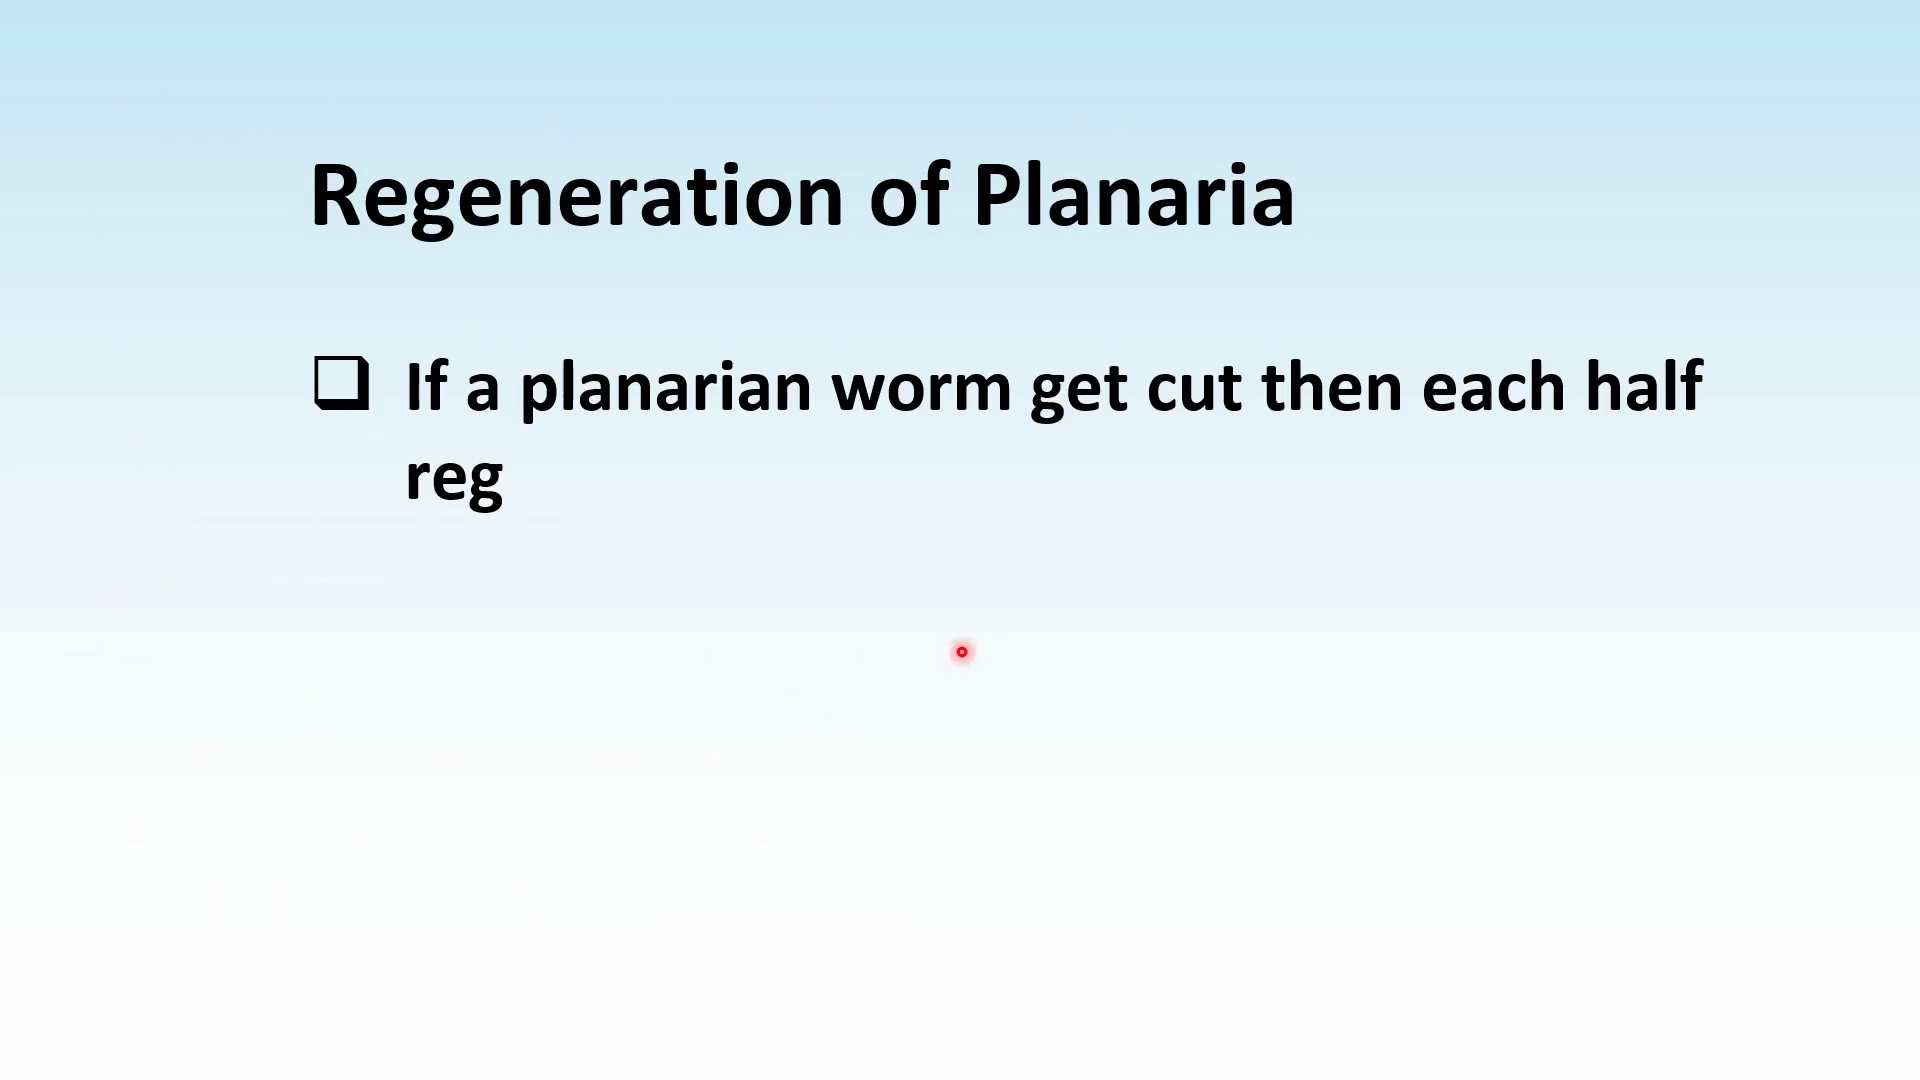 Regeneration of Planaria
If a planarian worm get cut then each half
reg